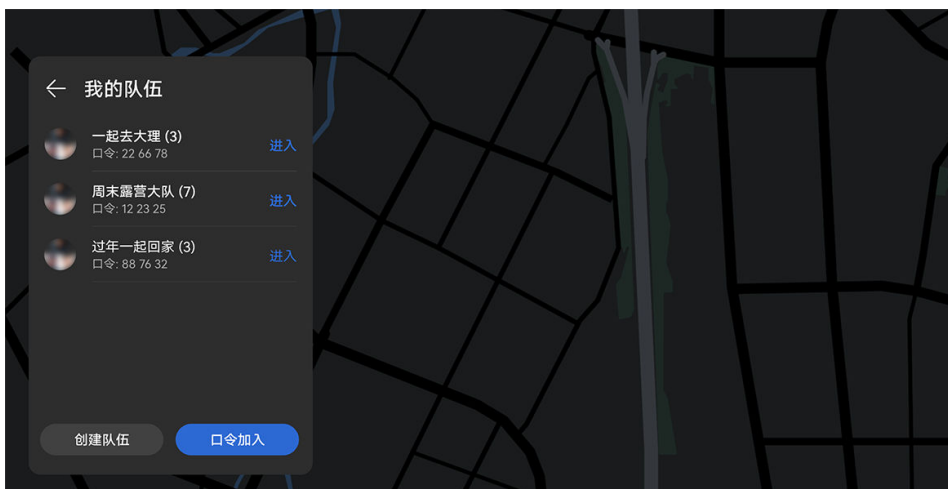 我的队伍
一起去大理 (3)
口令: 22 66 78
进入
周末露营大队 (7)
口令: 12 23 25
进入
过年一起回家 (3)
口令: 88 76 32
进入
创建队伍
口令加入